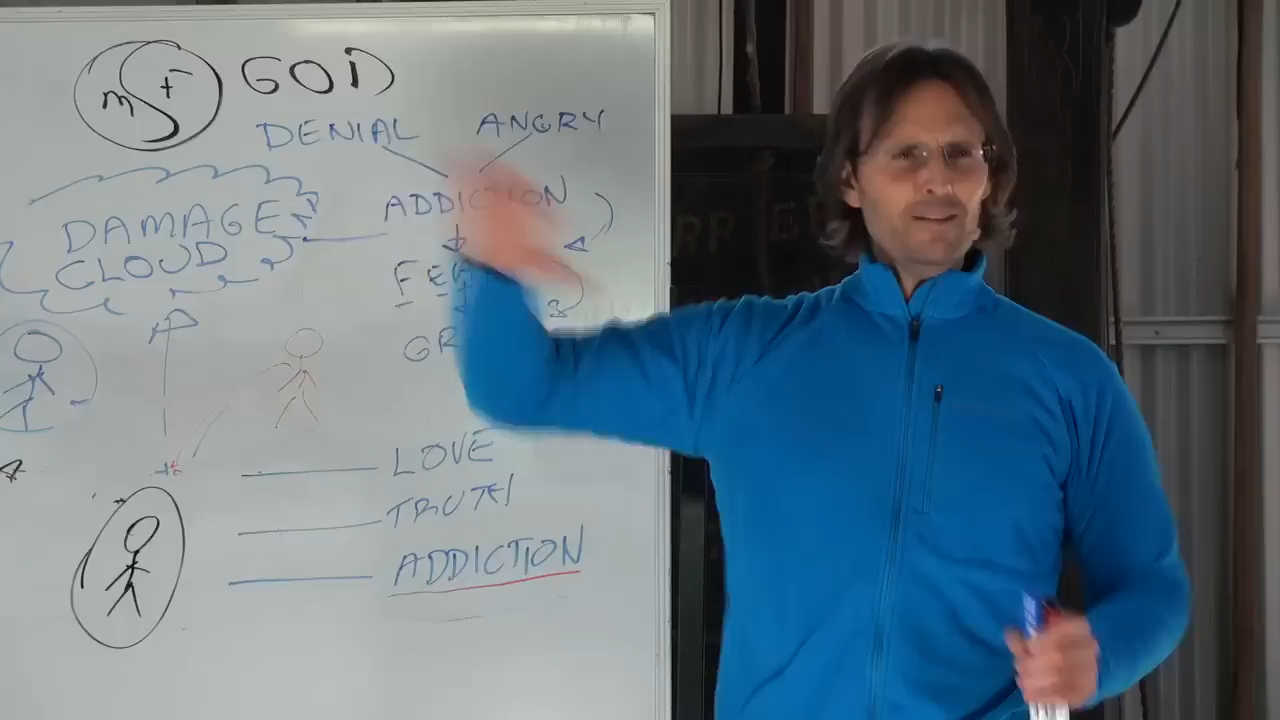 m S + GOD
DENIAL ANGRY
ADDICTION
DAMAGE
CLOUD
LOVE
TRUTH
ADDICTION